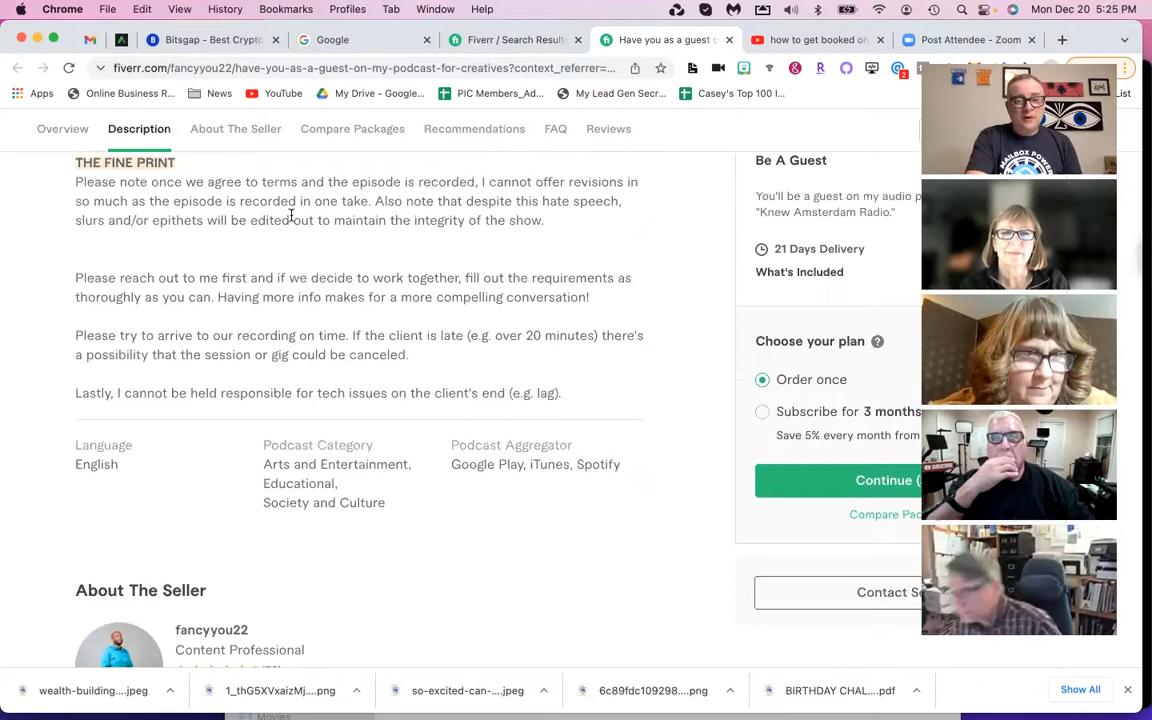 Chrome File Edit View History Bookmarks Profiles Tab Window Help Mon Dec 20 5:25 PM
Bitsgap - Best Crypto Google Fiverr / Search Result Have you as a guest o how to get booked on Post Attendee - Zoom
fiverr.com/fancyyou22/have-you-as-a-guest-on-my-podcast-for-creatives?context_referrer=...
Apps Online Business R... News YouTube My Drive - Google... PIC Members_Ad... My Lead Gen Secr... Casey's Top 100 I... List
Overview Description About The Seller Compare Packages Recommendations FAQ Reviews
THE FINE PRINT
Please note once we agree to terms and the episode is recorded, I cannot offer revisions in
so much as the episode is recorded in one take. Also note that despite this hate speech,
slurs and/or epithets will be edited out to maintain the integrity of the show.
Please reach out to me first and if we decide to work together, fill out the requirements as
thoroughly as you can. Having more info makes for a more compelling conversation!
Please try to arrive to our recording on time. If the client is late (e.g. over 20 minutes) there's
a possibility that the session or gig could be canceled.
Lastly, I cannot be held responsible for tech issues on the client's end (e.g. lag).
Language Podcast Category Podcast Aggregator
English Arts and Entertainment, Google Play, iTunes, Spotify
Educational,
Society and Culture
About The Seller
fancyyou22
Content Professional
Be A Guest
You'll be a guest on my audio p
"Knew Amsterdam Radio."
21 Days Delivery
What's Included
Choose your plan
Order once
Subscribe for 3 months
Save 5% every month from
Continue (
Compare Pac
Contact Se
MAILBOX POWER
SUBSCRIBE
wealth-building....jpeg 1_thG5XVxaizMj....png so-excited-can-....jpeg 6c89fdc109298....png BIRTHDAY CHAL....pdf Show All
Movies